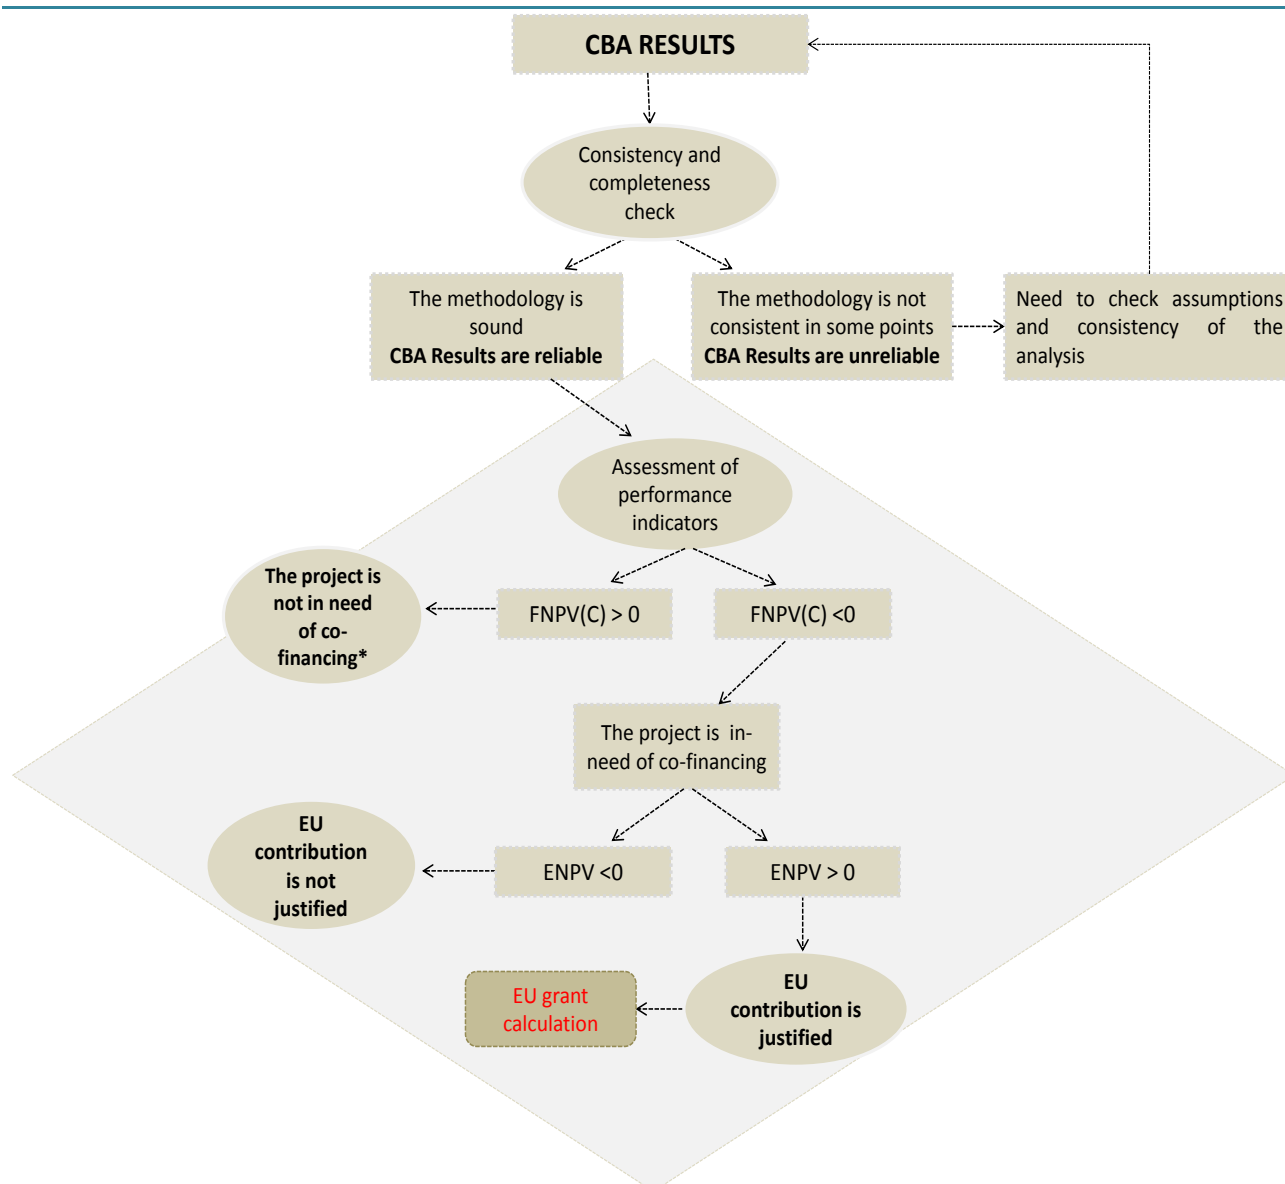 CBA RESULTS
Consistency and
completeness
check
The methodology is
sound
CBA Results are reliable
The methodology is not
consistent in some points
CBA Results are unreliable
Need to check assumptions
and consistency of the
analysis
Assessment of
performance
indicators
The project is
not in need
of co-
financing*
FNPV(C) > 0
FNPV(C) <0
The project is in-
need of co-financing
EU
contribution
is not
justified
ENPV <0
ENPV > 0
EU grant
calculation
EU
contribution is
justified